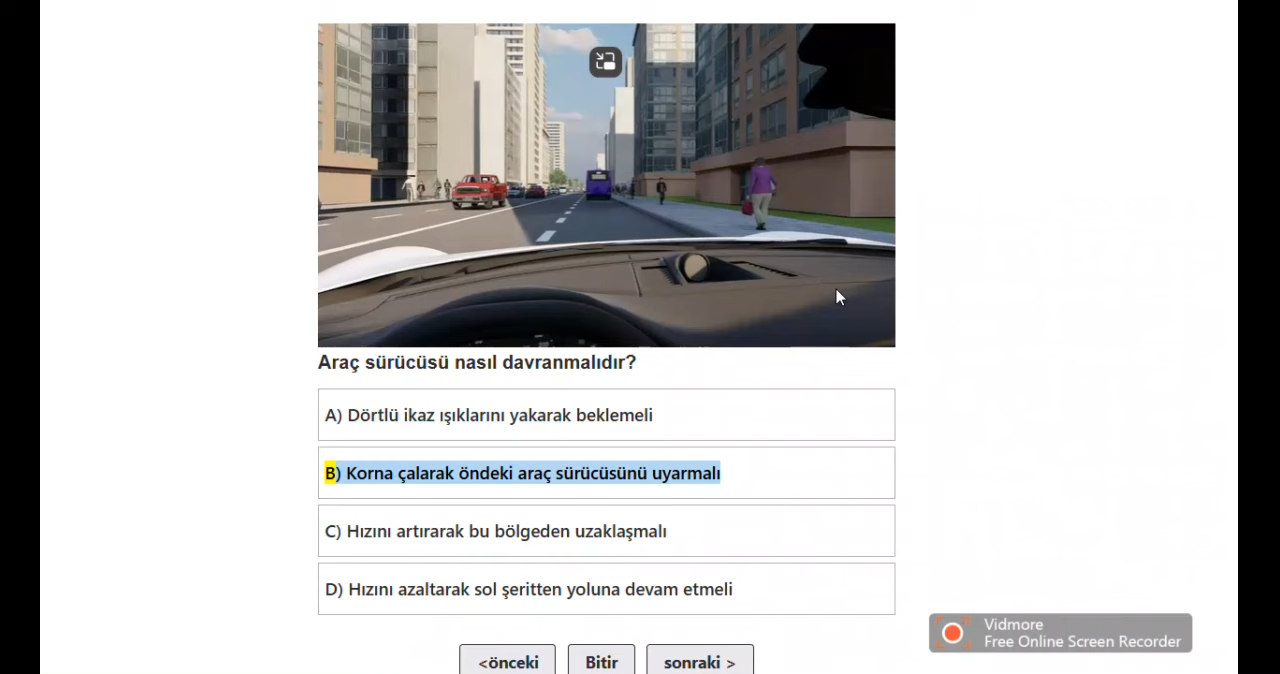 Araç sürücüsü nasıl davranmalıdır?
A) Dörtlü ikaz ışıklarını yakarak beklemeli
B) Korna çalarak öndeki araç sürücüsünü uyarmalı
C) Hızını artırarak bu bölgeden uzaklaşmalı
D) Hızını azaltarak sol şeritten yoluna devam etmeli
Vidmore
Free Online Screen Recorder
<önceki
Bitir
sonraki >